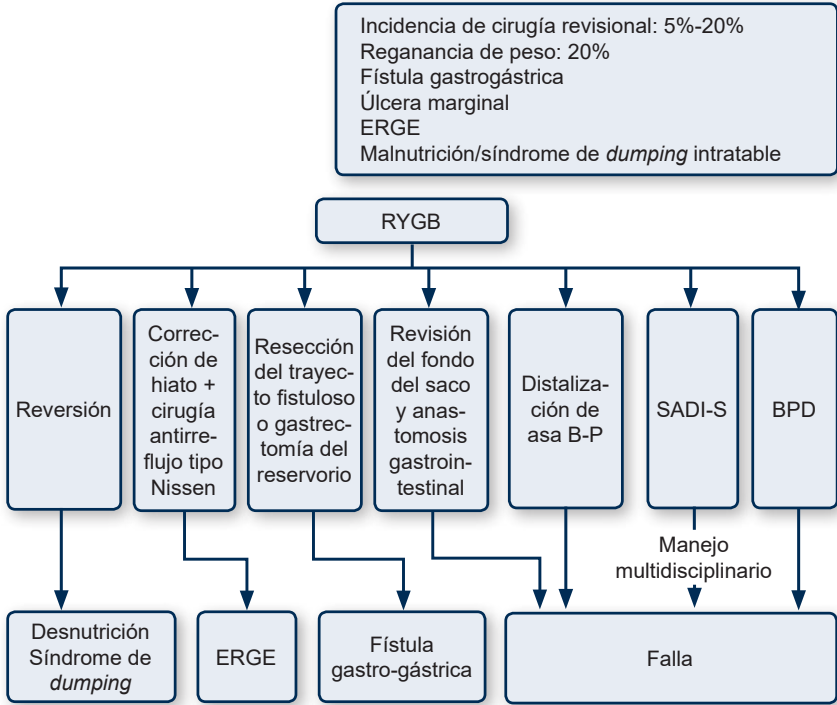 Incidencia de cirugía revisional: 5%-20%
Reganancia de peso: 20%
Fístula gastrogástrica
Úlcera marginal
ERGE
Malnutrición/síndrome de dumping intratable
RYGB
Reversión
Correc-
ción de
hiato +
cirugía
antirre-
flujo tipo
Nissen
Resección
del trayec-
to fistuloso
o gastrec-
tomía del
reservorio
Revisión
del fondo
del saco
y anas-
tomosis
gastroin-
testinal
Distaliza-
ción de
asa B-P
SADI-S
BPD
Manejo
multidisciplinario
Desnutrición
Síndrome de
dumping
ERGE
Fístula
gastro-gástrica
Falla